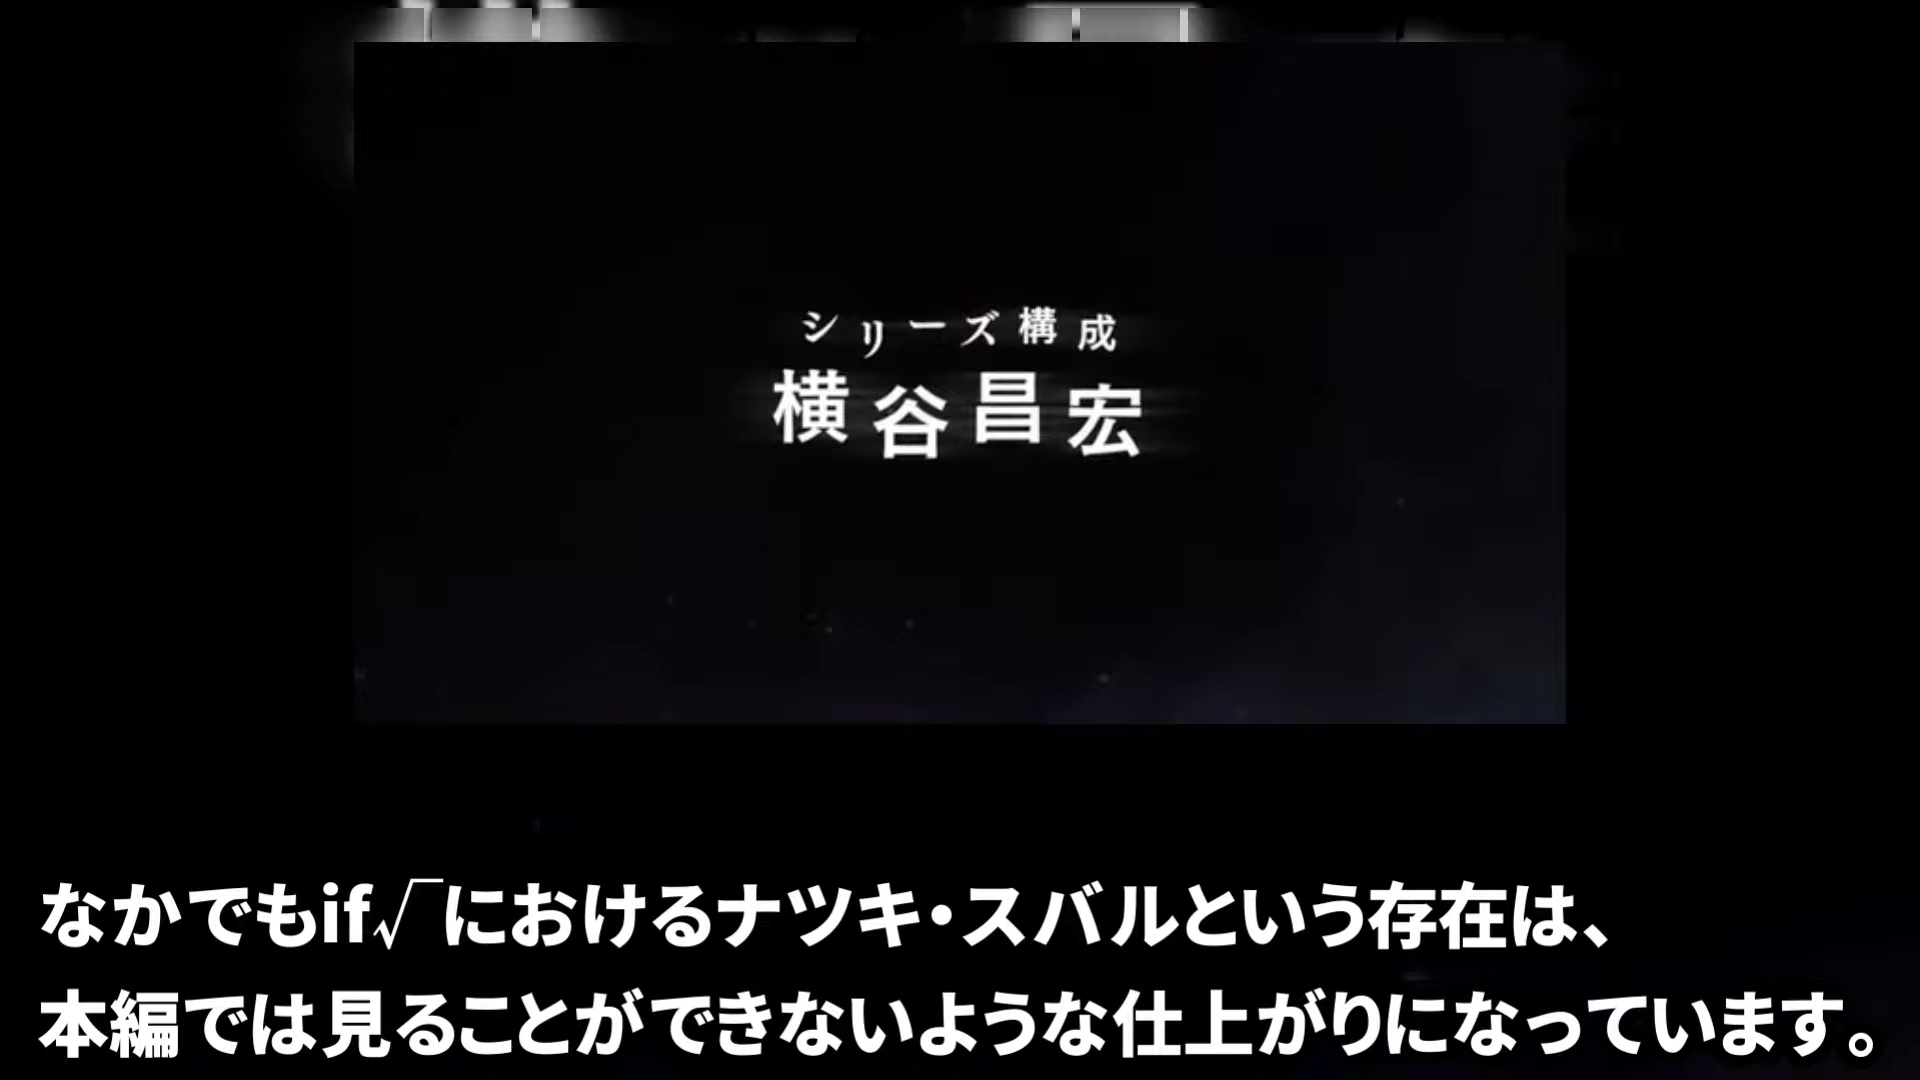 シリーズ構成
横谷昌宏
なかでもif√におけるナツキ・スバルという存在は、
本編では見ることができないような仕上がりになっています。